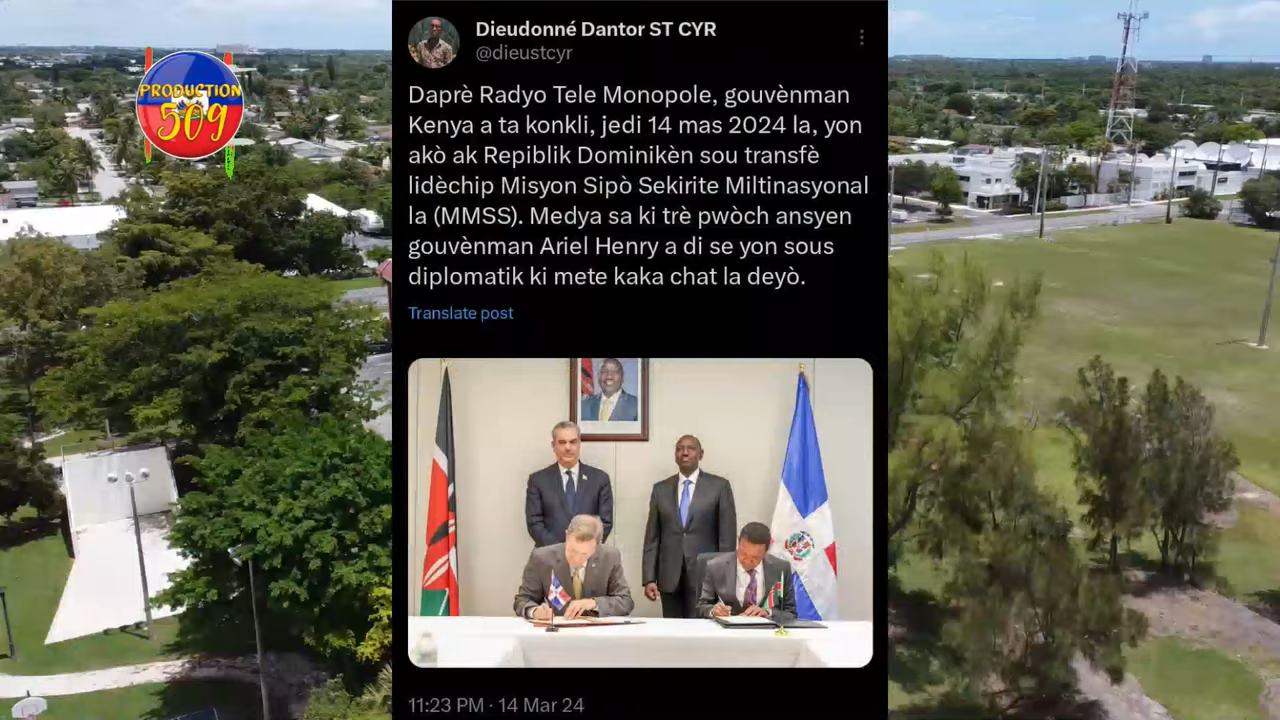 PRODUCTION
509
Dieudonné Dantor ST CYR
@dieustcyr
Daprè Radyo Tele Monopole, gouvènman
Kenya a ta konkli, jedi 14 mas 2024 la, yon
akò ak Repiblik Dominikèn sou transfè
lidèchip Misyon Sipò Sekirite Miltinasyonal
la (MMSS). Medya sa ki trè pwòch ansyen
gouvènman Ariel Henry a di se yon sous
diplomatik ki mete kaka chat la deyò.
Translate post
11:23 PM · 14 Mar 24